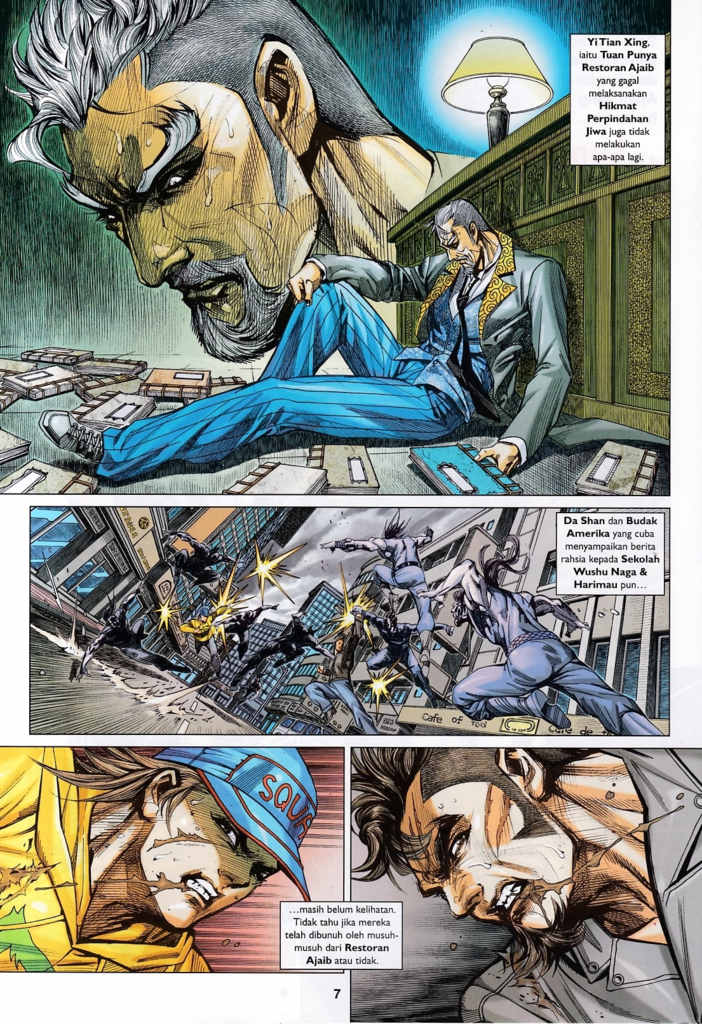 Yi Tian Xing,
iaitu Tuan Punya
Restoran Ajaib
yang gagal
melaksanakan
Hikmat
Perpindahan
Jiwa juga tidak
melakukan
apa-apa lagi.
Da Shan dan Budak
Amerika yang cuba
menyampaikan berita
rahsia kepada Sekolah
Wushu Naga &
Harimau pun…
Cafe of
SQUA
…masih belum kelihatan.
Tidak tahu jika mereka
telah dibunuh oleh musuh-
musuh dari Restoran
Ajaib atau tidak.
7